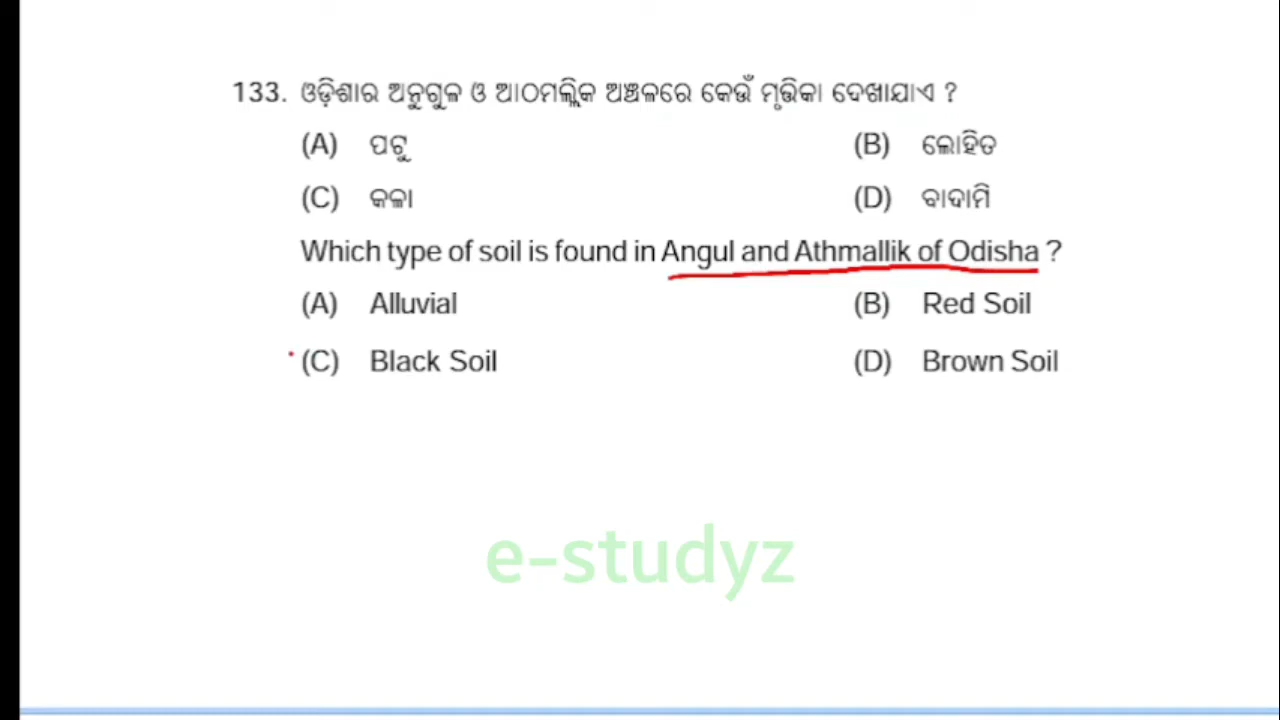 133. ଓଡ଼ିଶାର ଅନୁଗୁଳ ଓ ଆଠମଲ୍ଲିକ ଅଞ୍ଚଳରେ କେଉଁ ମୃତ୍ତିକା ଦେଖାଯାଏ ?
(A) ପଟୁ (B) ଲୋହିତ
(C) କଳା (D) ବାଦାମି
Which type of soil is found in Angul and Athmallik of Odisha ?
(A) Alluvial (B) Red Soil
(C) Black Soil (D) Brown Soil
e-studyz